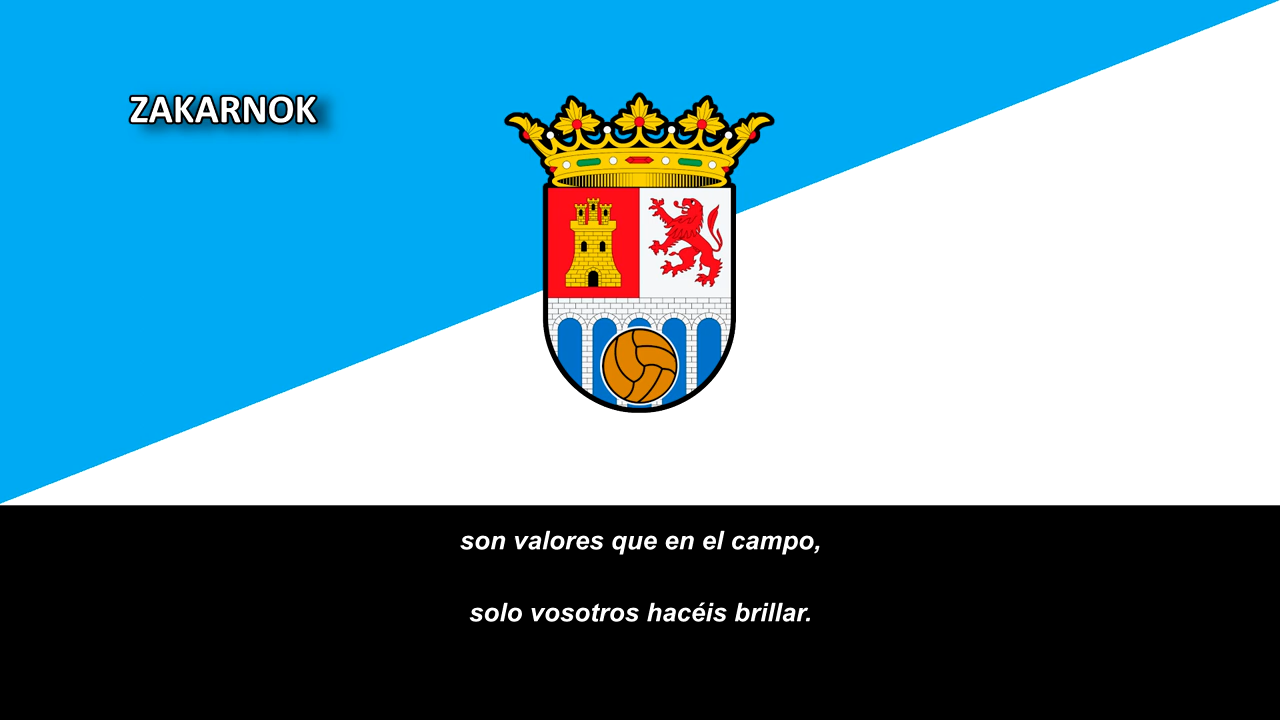 ZAKARNOK
son valores que en el campo,
solo vosotros hacéis brillar.